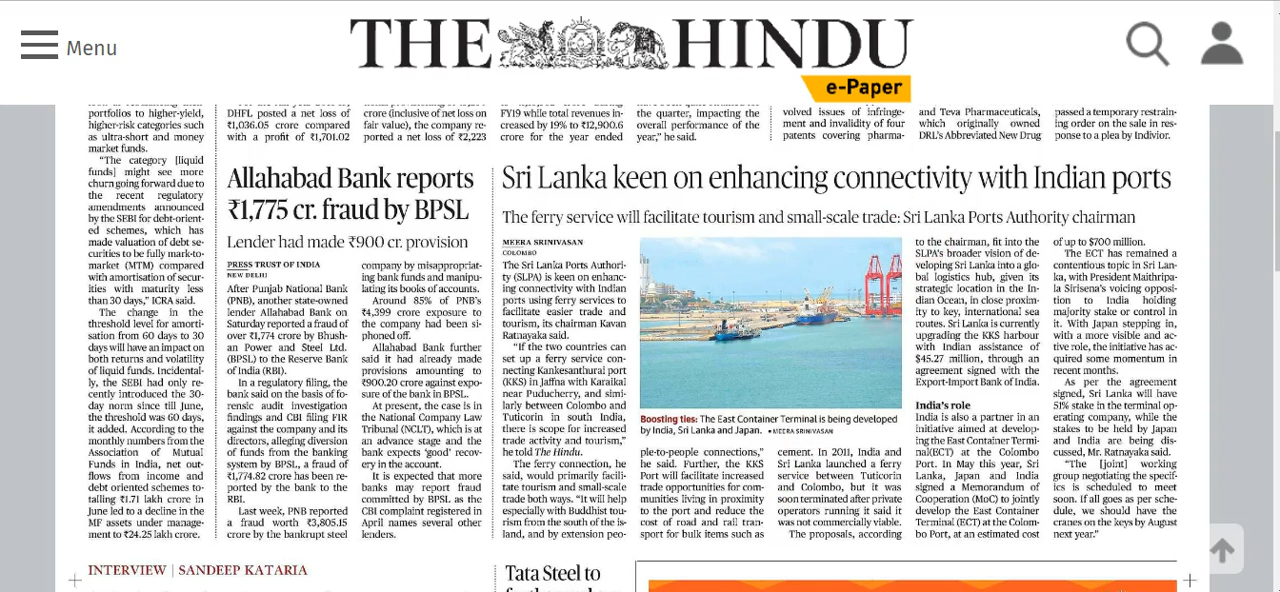 Menu
THE HINDU
e-Paper
portfolios to higher-yield,
higher-risk categories such
as ultra-short and money
market funds.
"The category [liquid
funds] might see more
churn going forward due to
the recent regulatory
amendments announced
by the SEBI for debt-orient-
ed schemes, which has
made valuation of debt se-
curities to be fully mark-to-
market (MTM) compared
with amortisation of secur-
ities with maturity less
than 30 days," ICRA said.
The change in the
threshold level for amorti-
sation from 60 days to 30
days will have an impact on
both returns and volatility
of liquid funds. Incidental-
ly, the SEBI had only re-
cently introduced the 30-
day norm since till June,
the threshold was 60 days,
it added. According to the
monthly numbers from the
Association of Mutual
Funds in India, net out-
flows from income and
debt oriented schemes to-
talling ₹1.71 lakh crore in
June led to a decline in the
MF assets under manage-
ment to ₹24.25 lakh crore.
DHFL posted a net loss of
₹1,036.05 crore compared
with a profit of ₹1,701.02
crore (inclusive of net loss on
fair value), the company re-
ported a net loss of ₹2,223
FY19 while total revenues in-
creased by 19% to ₹12,900.6
crore for the year ended
the quarter, impacting the
overall performance of the
year," he said.
volved issues of infringe-
ment and invalidity of four
patents covering pharma-
and Teva Pharmaceuticals,
which originally owned
DRL's Abbreviated New Drug
passed a temporary restrain-
ing order on the sale in res-
ponse to a plea by Indivior.
Allahabad Bank reports
₹1,775 cr. fraud by BPSL
Lender had made ₹900 cr. provision
PRESS TRUST OF INDIA
NEW DELHI
After Punjab National Bank
(PNB), another state-owned
lender Allahabad Bank on
Saturday reported a fraud of
over ₹1,774 crore by Bhush-
an Power and Steel Ltd.
(BPSL) to the Reserve Bank
of India (RBI).
In a regulatory filing, the
bank said on the basis of fo-
rensic audit investigation
findings and CBI filing FIR
against the company and its
directors, alleging diversion
of funds from the banking
system by BPSL, a fraud of
₹1,774.82 crore has been re-
ported by the bank to the
RBI.
Last week, PNB reported
a fraud worth ₹3,805.15
crore by the bankrupt steel
company by misappropriat-
ing bank funds and manipu-
lating its books of accounts.
Around 85% of PNB's
₹4,399 crore exposure to
the company had been si-
phoned off.
Allahabad Bank further
said it had already made
provisions amounting to
₹900.20 crore against expo-
sure of the bank in BPSL.
At present, the case is in
the National Company Law
Tribunal (NCLT), which is at
an advance stage and the
bank expects 'good' recov-
ery in the account.
It is expected that more
banks may report fraud
committed by BPSL as the
CBI complaint registered in
April names several other
lenders.
Sri Lanka keen on enhancing connectivity with Indian ports
The ferry service will facilitate tourism and small-scale trade: Sri Lanka Ports Authority chairman
MEERA SRINIVASAN
COLOMBO
The Sri Lanka Ports Authori-
ty (SLPA) is keen on enhanc-
ing connectivity with Indian
ports using ferry services to
facilitate easier trade and
tourism, its chairman Kavan
Ratnayaka said.
"If the two countries can
set up a ferry service con-
necting Kankesanthurai port
(KKS) in Jaffna with Karaikal
near Puducherry, and simi-
larly between Colombo and
Tuticorin in south India,
there is scope for increased
trade activity and tourism,"
he told The Hindu.
The ferry connection, he
said, would primarily facili-
tate tourism and small-scale
trade both ways. "It will help
especially with Buddhist tou-
rism from the south of the is-
land, and by extension peo-
Boosting ties: The East Container Terminal is being developed
by India, Sri Lanka and Japan. •MEERA SRINIVASAN
ple-to-people connections,"
he said. Further, the KKS
Port will facilitate increased
trade opportunities for com-
munities living in proximity
to the port and reduce the
cost of road and rail tran-
sport for bulk items such as
cement. In 2011, India and
Sri Lanka launched a ferry
service between Tuticorin
and Colombo, but it was
soon terminated after private
operators running it said it
was not commercially viable.
The proposals, according
to the chairman, fit into the
SLPA's broader vision of de-
veloping Sri Lanka into a glo-
bal logistics hub, given its
strategic location in the In-
dian Ocean, in close proxim-
ity to key, international sea
routes. Sri Lanka is currently
upgrading the KKS harbour
with Indian assistance of
$45.27 million, through an
agreement signed with the
Export-Import Bank of India.
India's role
India is also a partner in an
initiative aimed at develop-
ing the East Container Termi-
nal(ECT) at the Colombo
Port. In May this year, Sri
Lanka, Japan and India
signed a Memorandum of
Cooperation (MoC) to jointly
develop the East Container
Terminal (ECT) at the Colom-
bo Port, at an estimated cost
of up to $700 million.
The ECT has remained a
contentious topic in Sri Lan-
ka, with President Maithripa-
la Sirisena's voicing opposi-
tion to India holding
majority stake or control in
it. With Japan stepping in,
with a more visible and ac-
tive role, the initiative has ac-
quired some momentum in
recent months.
As per the agreement
signed, Sri Lanka will have
51% stake in the terminal op-
erating company, while the
stakes to be held by Japan
and India are being dis-
cussed, Mr. Ratnayaka said.
"The [joint] working
group negotiating the specif-
ics is scheduled to meet
soon. If all goes as per sche-
dule, we should have the
cranes on the keys by August
next year."
INTERVIEW | SANDEEP KATARIA
Tata Steel to